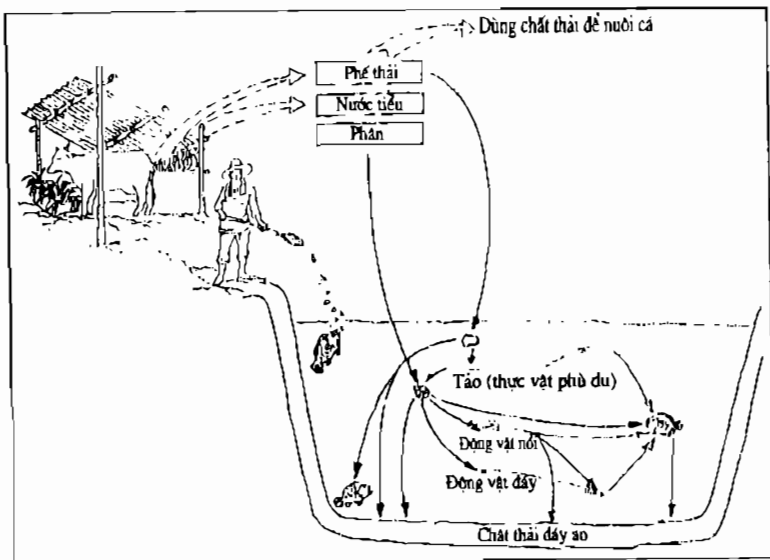 Dùng chất thải để nuôi cá
Phế thải
Nước tiểu
Phân
Tảo (thực vật phù du)
Động vật nổi
Động vật đáy
Chất thải đáy ao